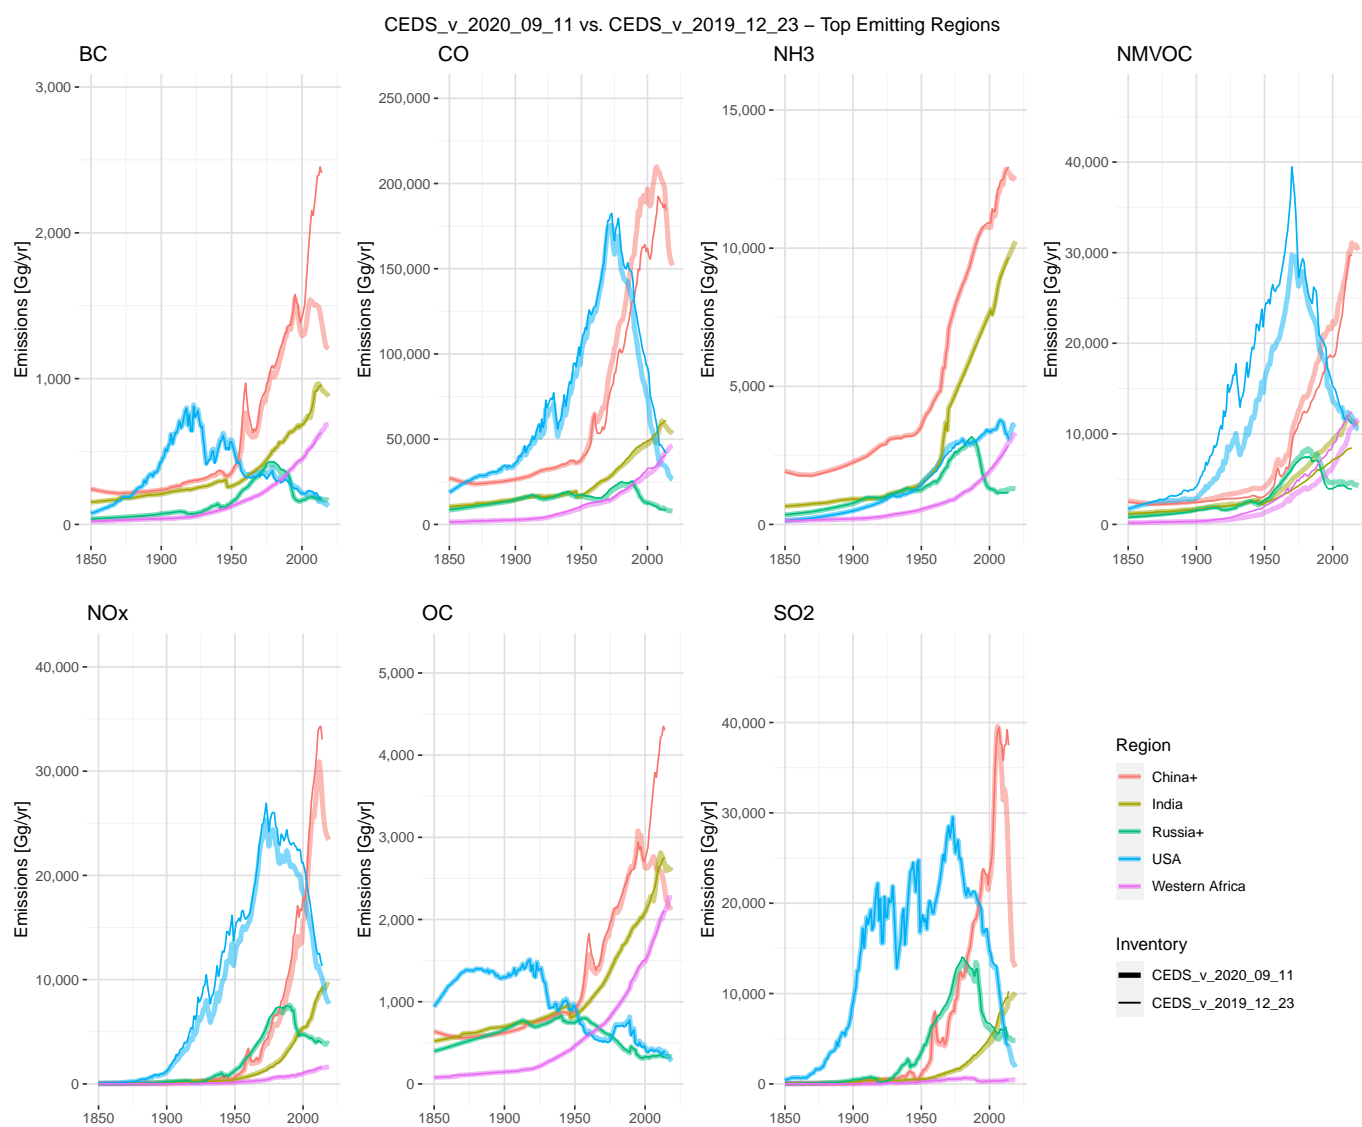 CEDS_v_2020_09_11 vs. CEDS_v_2019_12_23 – Top Emitting Regions
BC
Emissions [Gg/yr]
3,000
2,000
1,000
0
1850 1900 1950 2000
CO
Emissions [Gg/yr]
250,000
200,000
150,000
100,000
50,000
0
1850 1900 1950 2000
NH3
Emissions [Gg/yr]
15,000
10,000
5,000
0
1850 1900 1950 2000
NMVOC
Emissions [Gg/yr]
40,000
30,000
20,000
10,000
0
1850 1900 1950 2000
NOx
Emissions [Gg/yr]
40,000
30,000
20,000
10,000
0
1850 1900 1950 2000
OC
Emissions [Gg/yr]
5,000
4,000
3,000
2,000
1,000
0
1850 1900 1950 2000
SO2
Emissions [Gg/yr]
40,000
30,000
20,000
10,000
0
1850 1900 1950 2000
Region
China+
India
Russia+
USA
Western Africa
Inventory
CEDS_v_2020_09_11
CEDS_v_2019_12_23